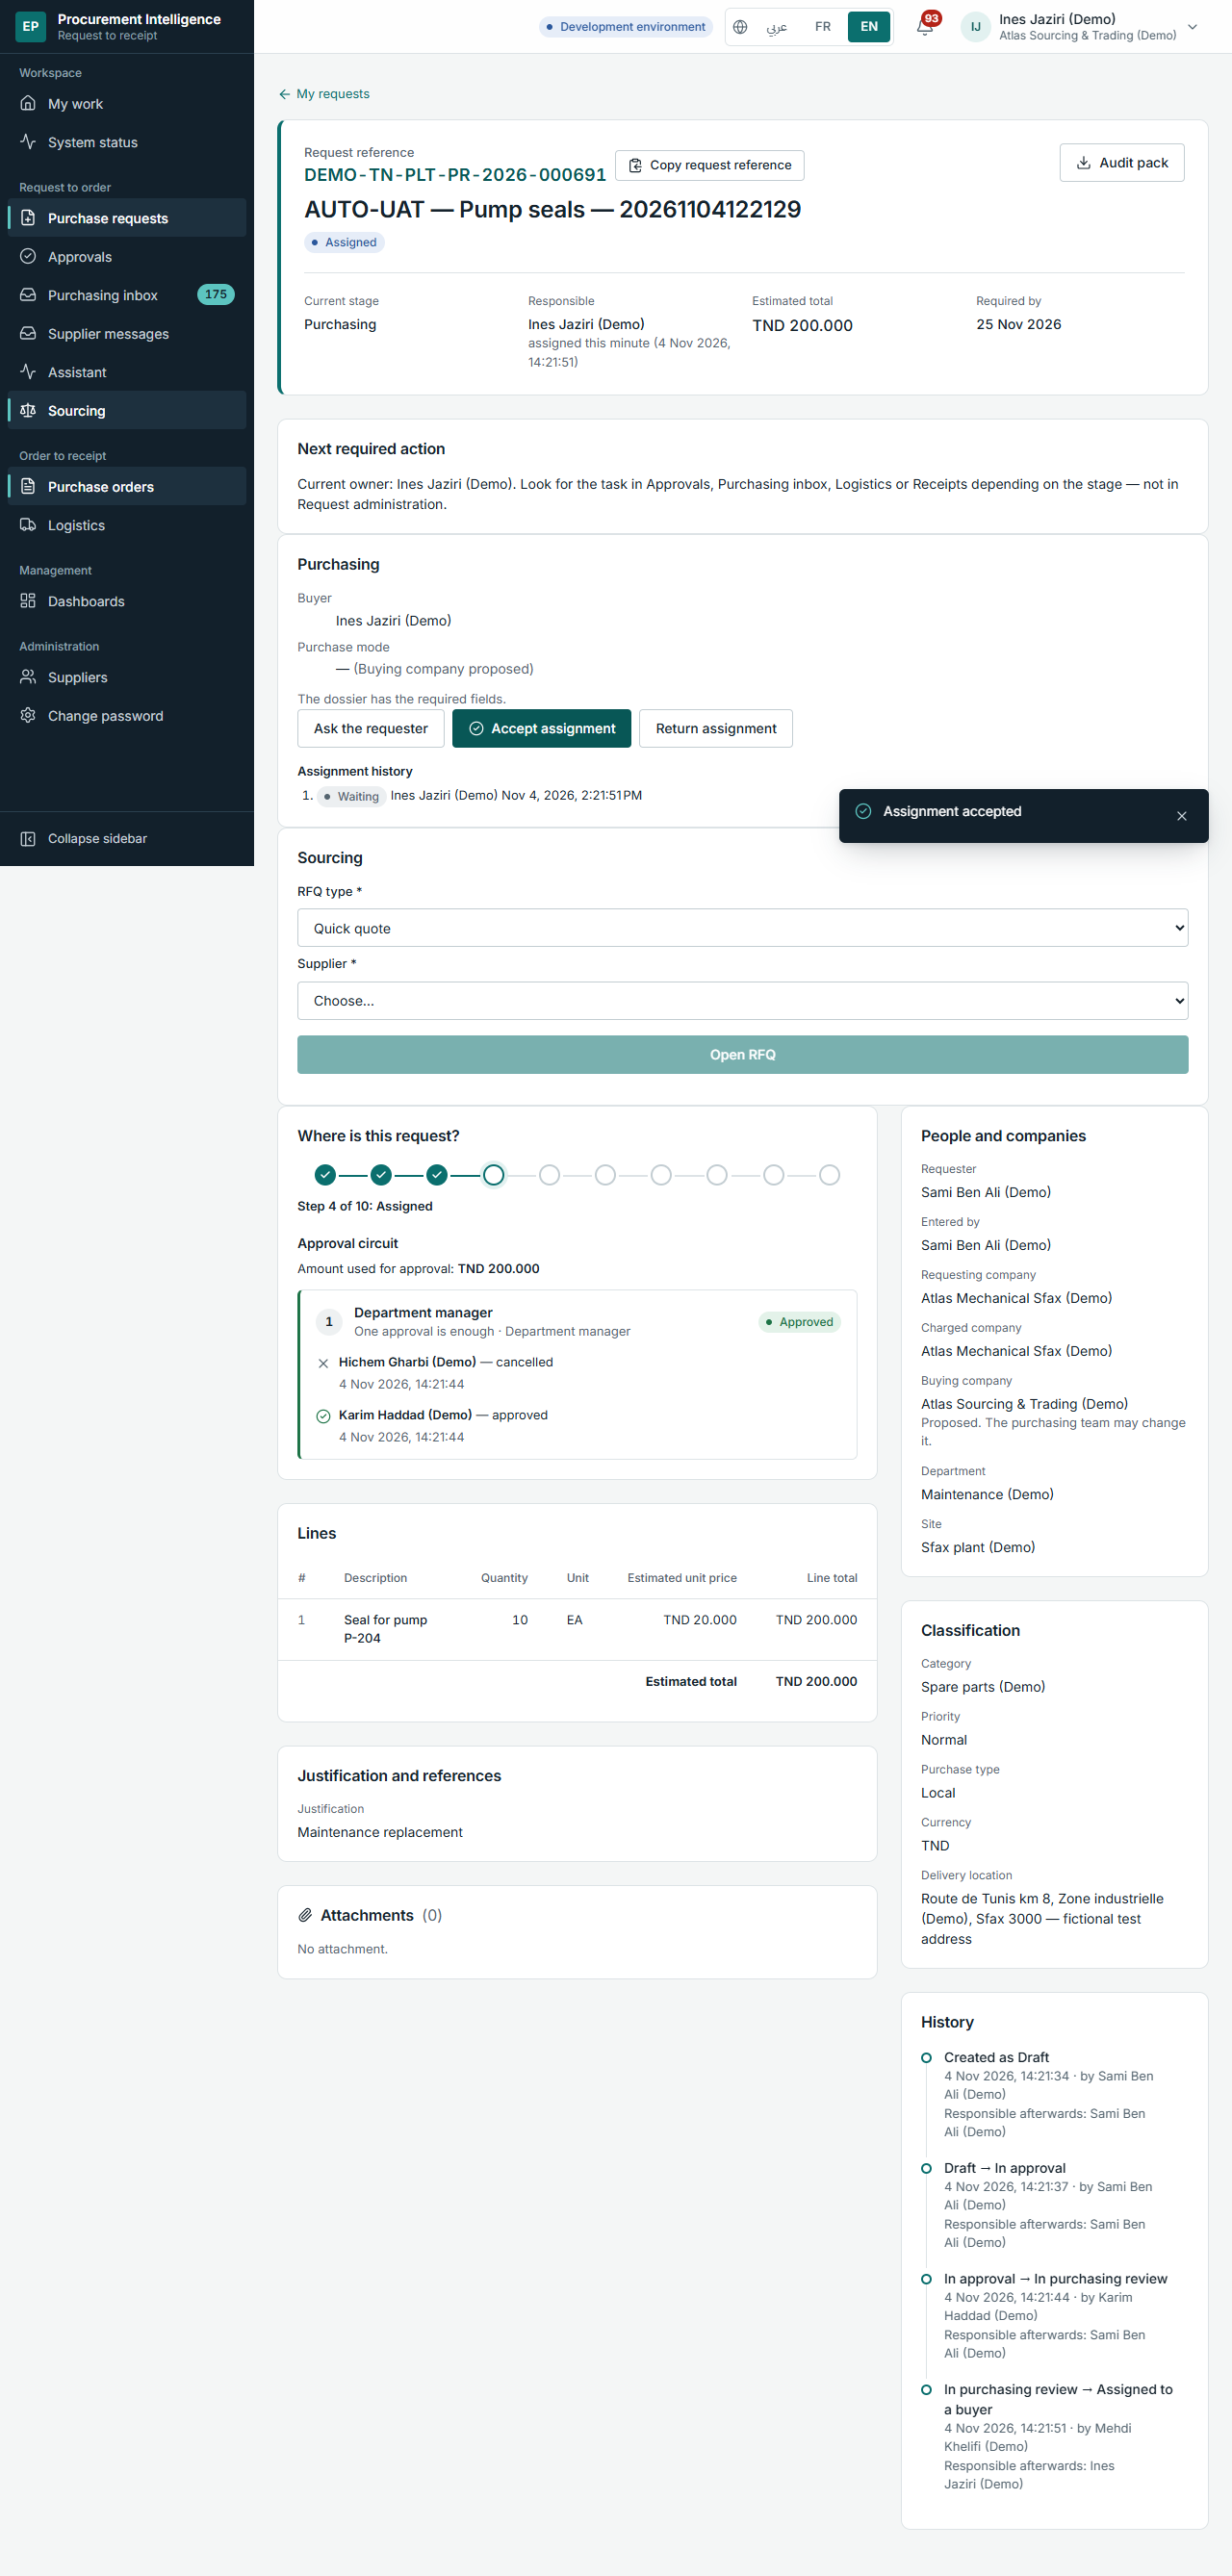 EP
Procurement Intelligence
Request to receipt
Development environment
عربي
FR
EN
93
IJ
Ines Jaziri (Demo)
Atlas Sourcing & Trading (Demo)
Workspace
My work
System status
Request to order
Purchase requests
Approvals
Purchasing inbox
175
Supplier messages
Assistant
Sourcing
Order to receipt
Purchase orders
Logistics
Management
Dashboards
Administration
Suppliers
Change password
Collapse sidebar
My requests
Request reference
DEMO-TN-PLT-PR-2026-000691
Copy request reference
Audit pack
AUTO-UAT — Pump seals — 20261104122129
Assigned
Current stage
Purchasing
Responsible
Ines Jaziri (Demo)
assigned this minute (4 Nov 2026,
14:21:51)
Estimated total
TND 200.000
Required by
25 Nov 2026
Next required action
Current owner: Ines Jaziri (Demo). Look for the task in Approvals, Purchasing inbox, Logistics or Receipts depending on the stage — not in
Request administration.
Purchasing
Buyer
Ines Jaziri (Demo)
Purchase mode
— (Buying company proposed)
The dossier has the required fields.
Ask the requester
Accept assignment
Return assignment
Assignment history
1. Waiting Ines Jaziri (Demo) Nov 4, 2026, 2:21:51 PM
Assignment accepted
Sourcing
RFQ type *
Quick quote
Supplier *
Choose...
Open RFQ
Where is this request?
Step 4 of 10: Assigned
Approval circuit
Amount used for approval: TND 200.000
1
Department manager
One approval is enough · Department manager
Approved
Hichem Gharbi (Demo) — cancelled
4 Nov 2026, 14:21:44
Karim Haddad (Demo) — approved
4 Nov 2026, 14:21:44
Lines
# Description Quantity Unit Estimated unit price Line total
1 Seal for pump 10 EA TND 20.000 TND 200.000
P-204
Estimated total TND 200.000
Justification and references
Justification
Maintenance replacement
Attachments (0)
No attachment.
People and companies
Requester
Sami Ben Ali (Demo)
Entered by
Sami Ben Ali (Demo)
Requesting company
Atlas Mechanical Sfax (Demo)
Charged company
Atlas Mechanical Sfax (Demo)
Buying company
Atlas Sourcing & Trading (Demo)
Proposed. The purchasing team may change
it.
Department
Maintenance (Demo)
Site
Sfax plant (Demo)
Classification
Category
Spare parts (Demo)
Priority
Normal
Purchase type
Local
Currency
TND
Delivery location
Route de Tunis km 8, Zone industrielle
(Demo), Sfax 3000 — fictional test
address
History
Created as Draft
4 Nov 2026, 14:21:34 · by Sami Ben
Ali (Demo)
Responsible afterwards: Sami Ben
Ali (Demo)
Draft → In approval
4 Nov 2026, 14:21:37 · by Sami Ben
Ali (Demo)
Responsible afterwards: Sami Ben
Ali (Demo)
In approval → In purchasing review
4 Nov 2026, 14:21:44 · by Karim
Haddad (Demo)
Responsible afterwards: Sami Ben
Ali (Demo)
In purchasing review → Assigned to
a buyer
4 Nov 2026, 14:21:51 · by Mehdi
Khelifi (Demo)
Responsible afterwards: Ines
Jaziri (Demo)